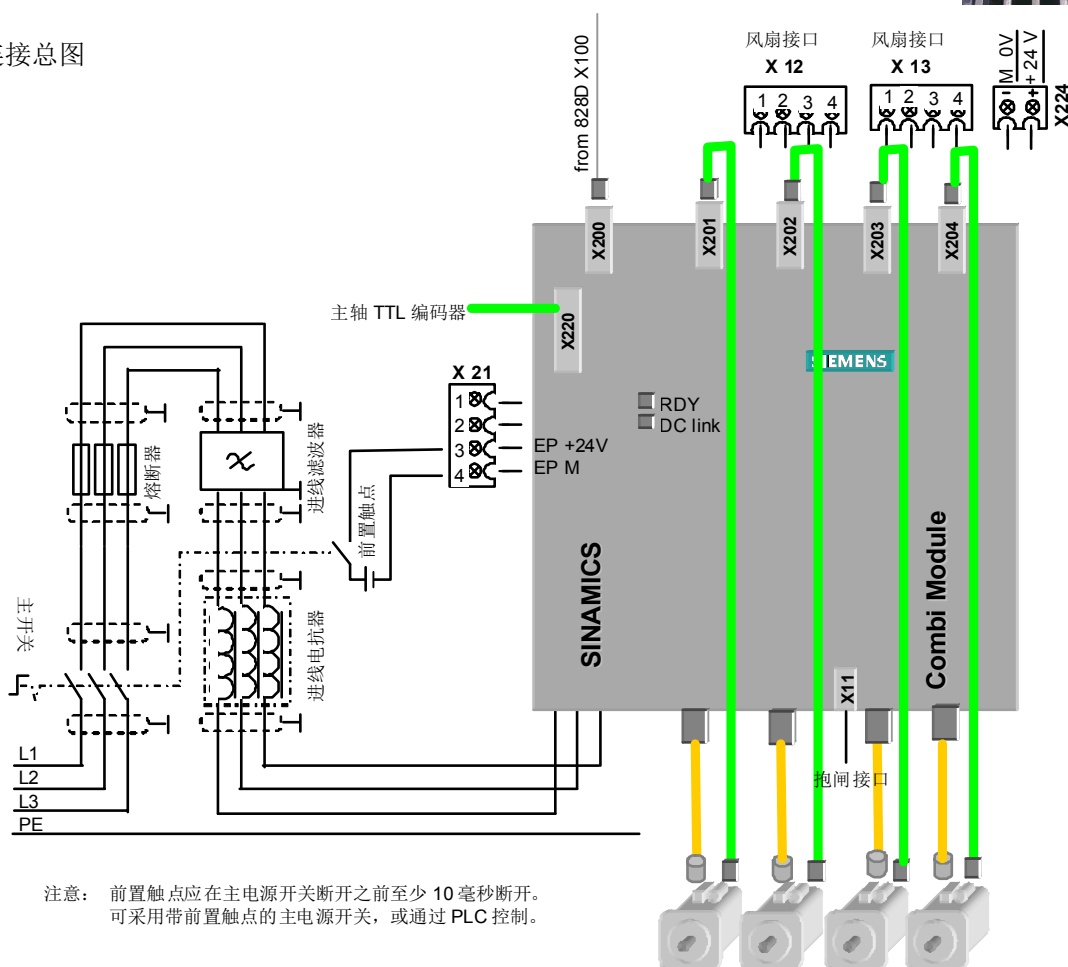 接总图
from 828D X100
风扇接口
X 12
1 2 3 4
风扇接口
X 13
1 2 3 4
M 0V
+24 V
- +
X224
X200
X201
X202
X203
X204
主轴 TTL 编码器
X220
SIEMENS
X 21
1
2
3
4
EP +24V
EP M
RDY
DC link
熔断器
进线滤波器
前置触点
主开关
进线电抗器
SINAMICS
Combi Module
X11
抱闸接口
L1
L2
L3
PE
注意： 前置触点应在主电源开关断开之前至少 10 毫秒断开。
可采用带前置触点的主电源开关，或通过 PLC 控制。